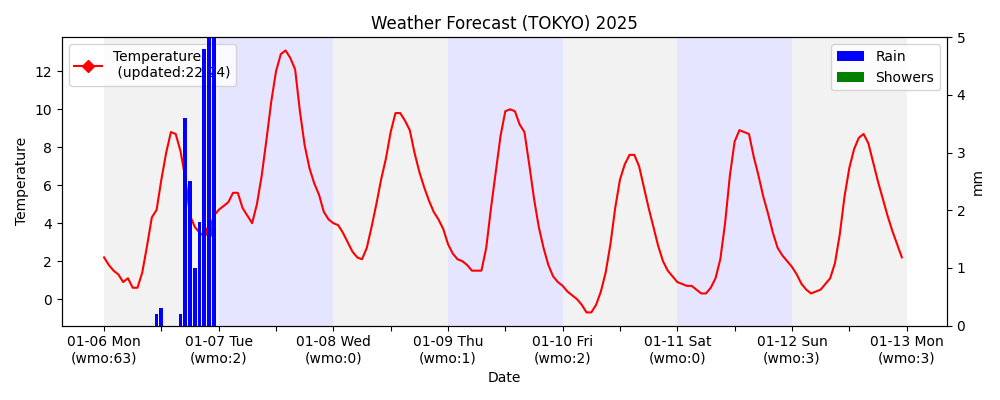 Weather Forecast (TOKYO) 2025
Temperature
Rain
Showers
12
10
8
6
4
2
0
Temperature
5
4
3
2
1
0
mm
01-06 Mon
(wmo:63)
01-07 Tue
(wmo:2)
01-08 Wed
(wmo:0)
01-09 Thu
(wmo:1)
01-10 Fri
(wmo:2)
01-11 Sat
(wmo:0)
01-12 Sun
(wmo:3)
01-13 Mon
(wmo:3)
Date